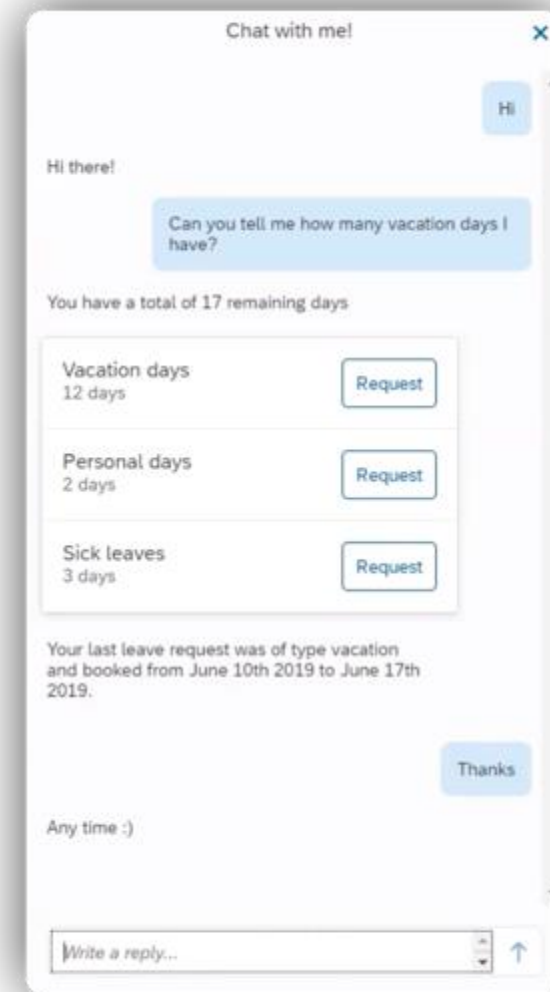 Chat with me!
Hi
Hi there!
Can you tell me how many vacation days I
have?
You have a total of 17 remaining days
Vacation days
12 days
Request
Personal days
2 days
Request
Sick leaves
3 days
Request
Your last leave request was of type vacation
and booked from June 10th 2019 to June 17th
2019.
Thanks
Any time :)
Write a reply...